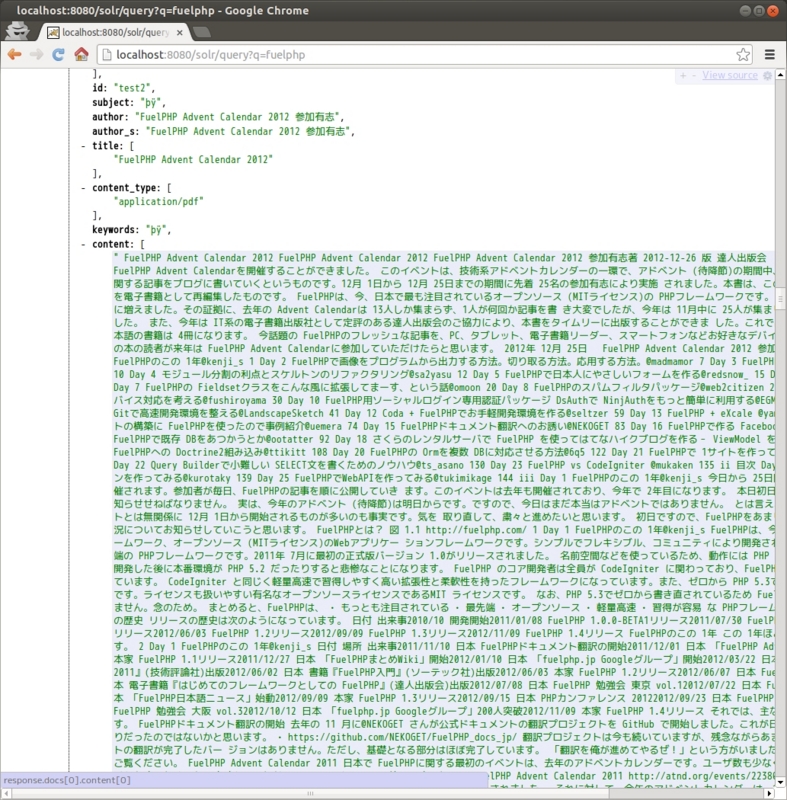 localhost:8080/solr/query?q=fuelphp - Google Chrome
localhost:8080/solr/query
localhost:8080/solr/query?q=fuelphp
+ - View source
],
id: "test2",
subject: "þÿ",
author: "FuelPHP Advent Calendar 2012 参加有志",
author_s: "FuelPHP Advent Calendar 2012 参加有志",
- title: [
"FuelPHP Advent Calendar 2012"
],
- content_type: [
"application/pdf"
],
keywords: "þÿ",
- content: [
" FuelPHP Advent Calendar 2012 FuelPHP Advent Calendar 2012 FuelPHP Advent Calendar 2012 参加有志著 2012-12-26 版 達人出版会
FuelPHP Advent Calendarを開催することができました。 このイベントは、技術系アドベントカレンダーの一環で、アドベント (待降節)の期間中、
関する記事をブログに書いていくというものです。12月 1日から 12月 25日までの期間に先着 25名の参加有志により実施 されました。本書は、こ
を電子書籍として再編集したものです。 FuelPHPは、今、日本で最も注目されているオープンソース (MITライセンス)の PHPフレームワークです。
に増えました。その証拠に、去年の Advent Calendarは 13人しか集まらず、1人が何回か記事を書 き大変でしたが、今年は 11月中に 25人が集ま
した。 また、今年は IT系の電子書籍出版社として定評のある達人出版会のご協力により、本書をタイムリーに出版することができま した。これで
本語の書籍は 4冊になります。 今話題の FuelPHPのフレッシュな記事を、PC、タブレット、電子書籍リーダー、スマートフォンなどお好きなデバイ
の本の読者が来年は FuelPHP Advent Calendarに参加していただけたらと思います。 2012年 12月 25日 FuelPHP Advent Calendar 2012 参加
FuelPHPのこの 1年@kenji_s 1 Day 2 FuelPHPで画像をプログラムから出力する方法。切り取る方法。応用する方法。@madmamor 7 Day 3 FuelPH
10 Day 4 モジュール分割の利点とスケルトンのリファクタリング@sa2yasu 12 Day 5 FuelPHPで日本人にやさしいフォームを作る@redsnow_ 15 D
Day 7 FuelPHPの Fieldsetクラスをこんな風に拡張してまーす、という話@omoon 20 Day 8 FuelPHPのスパムフィルタパッケージ@web2citizen 2
バイス対応を考える@fushiroyama 30 Day 10 FuelPHP用ソーシャルログイン専用認証パッケージ DsAuthで NinjAuthをもっと簡単に利用する@EGM
Gitで高速開発環境を整える@LandscapeSketch 41 Day 12 Coda + FuelPHPでお手軽開発環境を作る@seltzer 59 Day 13 FuelPHP + eXcale @yam
トの構築に FuelPHPを使ったので事例紹介@uemera 74 Day 15 FuelPHPドキュメント翻訳へのお誘い@NEKOGET 83 Day 16 FuelPHPで作る Facebook
FuelPHPで既存 DBをあつかうとか@ootatter 92 Day 18 さくらのレンタルサーバで FuelPHP を使ってはてなハイクブログを作る - ViewModel を
FuelPHPへの Doctrine2組み込み@ttikitt 108 Day 20 FuelPHPの Ormを複数 DBに対応させる方法@6q5 122 Day 21 FuelPHPで 1サイトを作って
Day 22 Query Builderで小難しい SELECT文を書くためのノウハウ@ts_asano 130 Day 23 FuelPHP vs CodeIgniter @mukaken 135 ii 目次 Day
ンを作ってみる@kurotaky 139 Day 25 FuelPHPでWebAPIを作ってみる@tukimikage 144 iii Day 1 FuelPHPのこの 1年@kenji_s 今日から 25日間
催されます。参加者が毎日、FuelPHPの記事を順に公開していき ます。このイベントは去年も開催されており、今年で 2年目になります。 本日初日
知らせせねばなりません。 実は、今年のアドベント (待降節)は明日からです。ですので、今日はまだ本当はアドベントではありません。 とは言え
トとは無関係に 12月 1日から開始されるものが多いのも事実です。気を 取り直して、粛々と進めたいと思います。 初日ですので、FuelPHPをあま
況についてお知らせしていこうと思います。 FuelPHPとは? 図 1.1 http://fuelphp.com/ 1 Day 1 FuelPHPのこの 1年@kenji_s FuelPHPは、今
ームワーク、オープンソース (MITライセンス)のWebアプリケー ションフレームワークです。シンプルでフレキシブル、コミュニティにより開発さ
端の PHPフレームワークです。2011年 7月に最初の正式版バージョン 1.0がリリースされました。 名前空間などを使っているため、動作には PHP
開発した後に本番環境が PHP 5.2 だったりすると悲惨なことになります。 FuelPHP のコア開発者は全員が CodeIgniter に関わっており、FuelPH
ています。 CodeIgniter と同じく軽量高速で習得しやすく高い拡張性と柔軟性を持ったフレームワークになっています。また、ゼロから PHP 5.3で
です。ライセンスも扱いやすい有名なオープンソースライセンスであるMIT ライセンスです。 なお、PHP 5.3でゼロから書き直されているため Fuel
ません。念のため。 まとめると、FuelPHPは、 ・ もっとも注目されている ・ 最先端 ・ オープンソース ・ 軽量高速 ・ 習得が容易 な PHPフレーム
の歴史 リリースの歴史は次のようになっています。 日付 出来事2010/10 開発開始2011/01/08 FuelPHP 1.0.0-BETA1リリース2011/07/30 FuelPHP
リリース2012/06/03 FuelPHP 1.2リリース2012/09/09 FuelPHP 1.3リリース2012/11/09 FuelPHP 1.4リリース FuelPHPのこの 1年 この 1年ほ
す。 2 Day 1 FuelPHPのこの 1年@kenji_s 日付 場所 出来事2011/11/10 日本 FuelPHPドキュメント翻訳の開始2011/12/01 日本 「FuelPHP Adv
本家 FuelPHP 1.1リリース2011/12/27 日本 「FuelPHPまとめWiki」開始2012/01/10 日本 「fuelphp.jp Googleグループ」開始2012/03/22 日本
2011』(技術評論社)出版2012/06/02 日本 書籍『FuelPHP入門』(ソーテック社)出版2012/06/03 本家 FuelPHP 1.2リリース2012/06/07 日
本 電子書籍『はじめてのフレームワークとしての FuelPHP』(達人出版会)出版2012/07/08 日本 FuelPHP 勉強会 東京 vol.12012/07/22 日本 Fu
本 「FuelPHP日本語ニュース」始動2012/09/09 本家 FuelPHP 1.3リリース2012/09/15 日本 PHPカンファレンス 20122012/09/23 日本 FuelPHP
FuelPHP 勉強会 大阪 vol.32012/10/12 日本 「fuelphp.jp Googleグループ」200人突破2012/11/09 本家 FuelPHP 1.4リリース それでは、主な
す。 FuelPHPドキュメント翻訳の開始 去年の 11 月に@NEKOGET さんが公式ドキュメントの翻訳プロジェクトを GitHub で開始しました。これが日
りだったのではないかと思います。 ・ https://github.com/NEKOGET/FuelPHP_docs_jp/ 翻訳プロジェクトは今も続いていますが、残念ながらあま
トの翻訳が完了したバー ジョンはありません。ただし、基礎となる部分はほぼ完了しています。 「翻訳を俺が進めてやるぜ!」という方がいました
ご覧ください。 FuelPHP Advent Calendar 2011 日本で FuelPHPに関する最初のイベントは、去年のアドベントカレンダーです。ユーザ数も少な
FuelPHP Advent Calendar 2011 http://atnd.org/events/22380
response.docs[0].content[0]